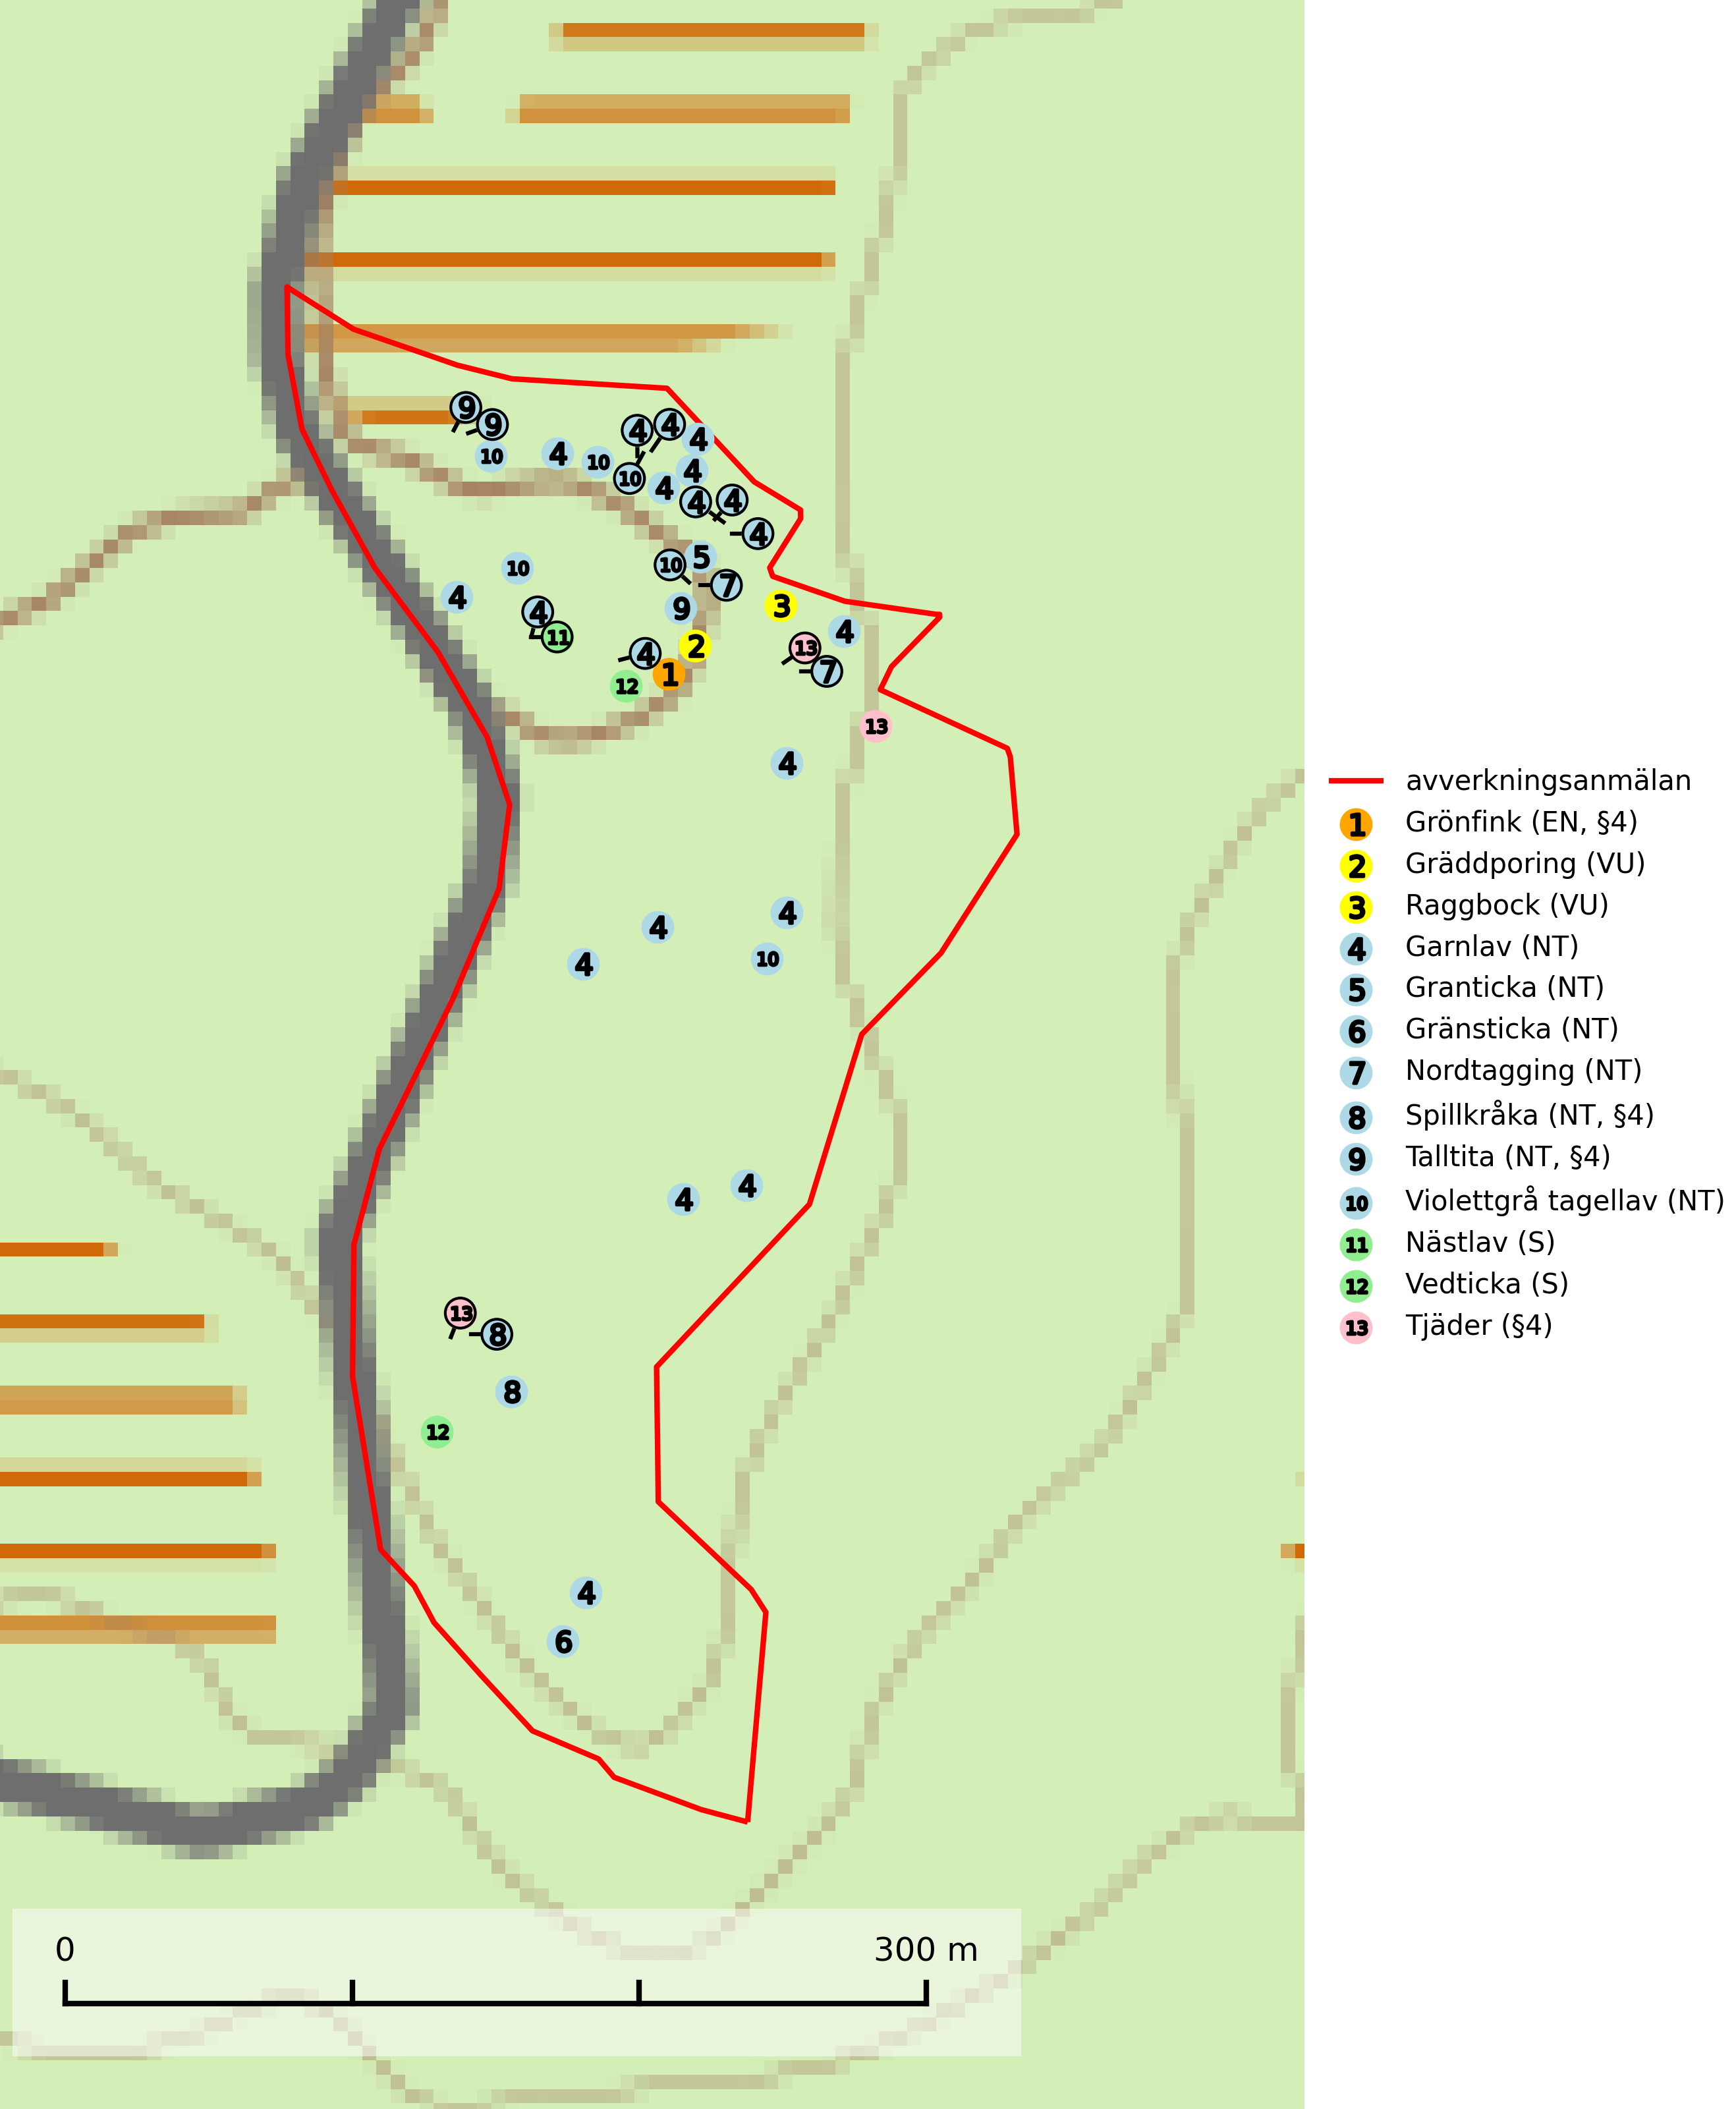 9
9
4
4
4
10
4
10
10
4
4
4
4
4
10
5
10
7
4
9
3
4
11
4
2
4
13
7
12
1
13
4
4
4
10
4
4
4
13
8
8
12
4
6
avverkningsanmälan
1 Grönfink (EN, §4)
2 Gräddporing (VU)
3 Raggbock (VU)
4 Garnlav (NT)
5 Granticka (NT)
6 Gränsticka (NT)
7 Nordtagging (NT)
8 Spillkråka (NT, §4)
9 Talltita (NT, §4)
10 Violettgrå tagellav (NT)
11 Nästlav (S)
12 Vedticka (S)
13 Tjäder (§4)
0 300 m